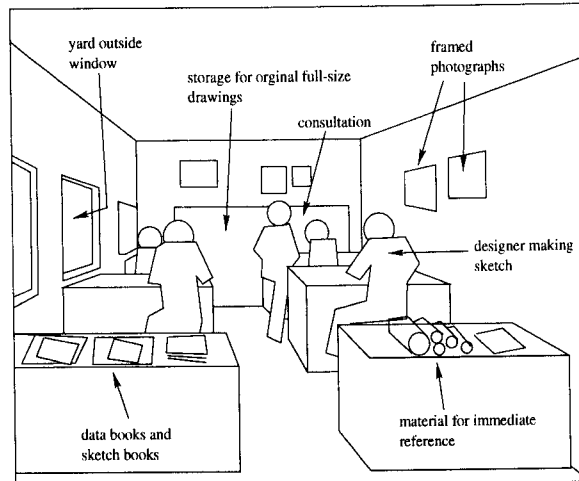 yard outside
window
storage for orginal full-size
drawings
consultation
framed
photographs
designer making
sketch
data books and
sketch books
material for immediate
reference